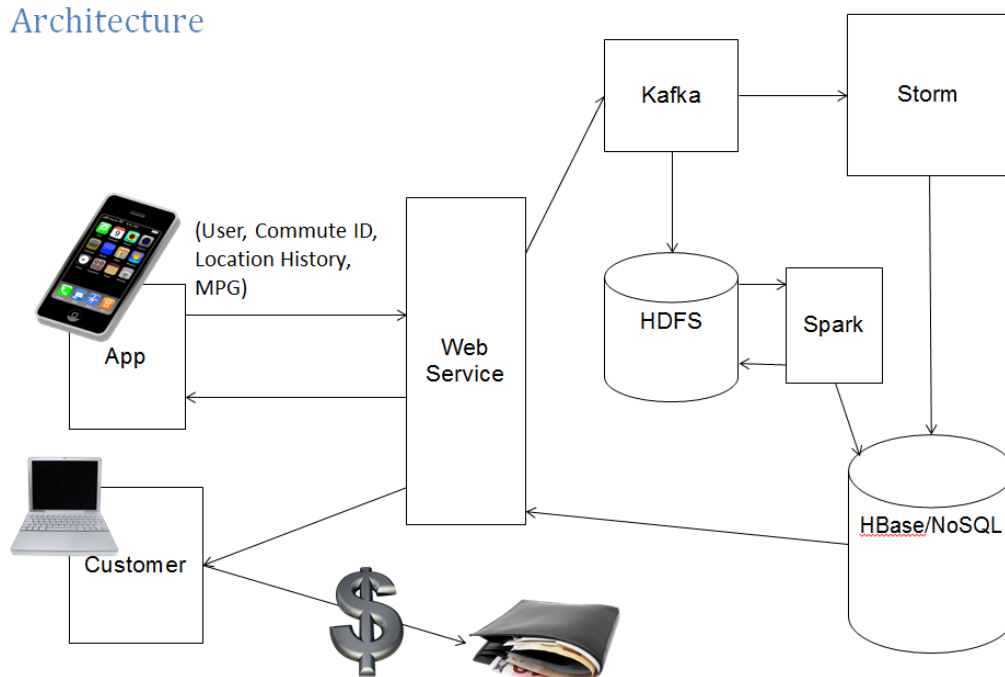 Architecture
Kafka
Storm
(User, Commute ID,
Location History,
MPG)
HDFS
Spark
App
Web
Service
HBase/NoSQL
Customer
$